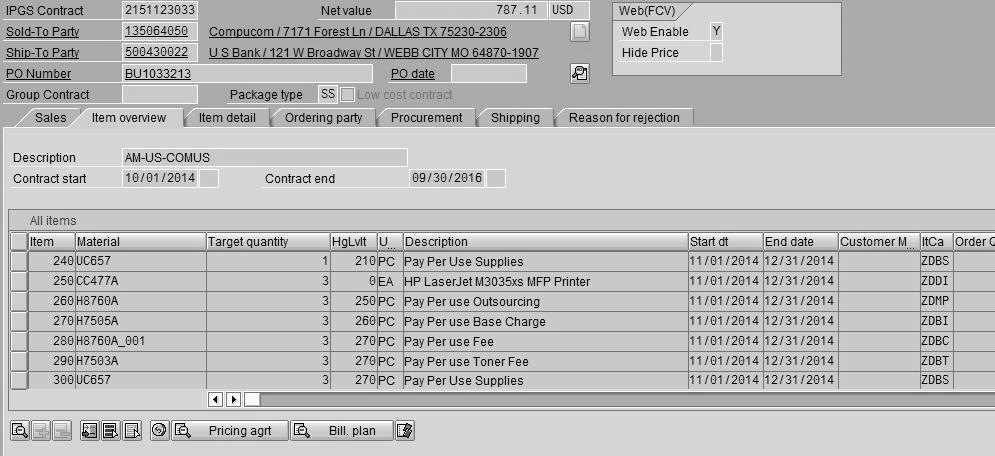 IPGS Contract 2151123033 Net value 787.11 USD Web(FCV)
Sold-To Party 135064050 Compucom / 7171 Forest Ln / DALLAS TX 75230-2306 Web Enable Y
Ship-To Party 500430022 U S Bank / 121 W Broadway St / WEBB CITY MO 64870-1907 Hide Price
PO Number BU1033213 PO date
Group Contract Package type SS Low cost contract
Sales Item overview Item detail Ordering party Procurement Shipping Reason for rejection
Description AM-US-COMUS
Contract start 10/01/2014 Contract end 09/30/2016
All items
Item Material Target quantity HgLvIt U... Description Start dt End date Customer M... ItCa Order Q
240 UC657 1 210 PC Pay Per Use Supplies 11/01/2014 12/31/2014 ZDBS
250 CC477A 3 0 EA HP LaserJet M3035xs MFP Printer 11/01/2014 12/31/2014 ZDDI
260 H8760A 3 250 PC Pay Per use Outsourcing 11/01/2014 12/31/2014 ZDMP
270 H7505A 3 260 PC Pay Per use Base Charge 11/01/2014 12/31/2014 ZDBI
280 H8760A_001 3 270 PC Pay Per use Fee 11/01/2014 12/31/2014 ZDBC
290 H7503A 3 270 PC Pay Per use Toner Fee 11/01/2014 12/31/2014 ZDBT
300 UC657 3 270 PC Pay Per Use Supplies 11/01/2014 12/31/2014 ZDBS
Pricing agrt Bill. plan